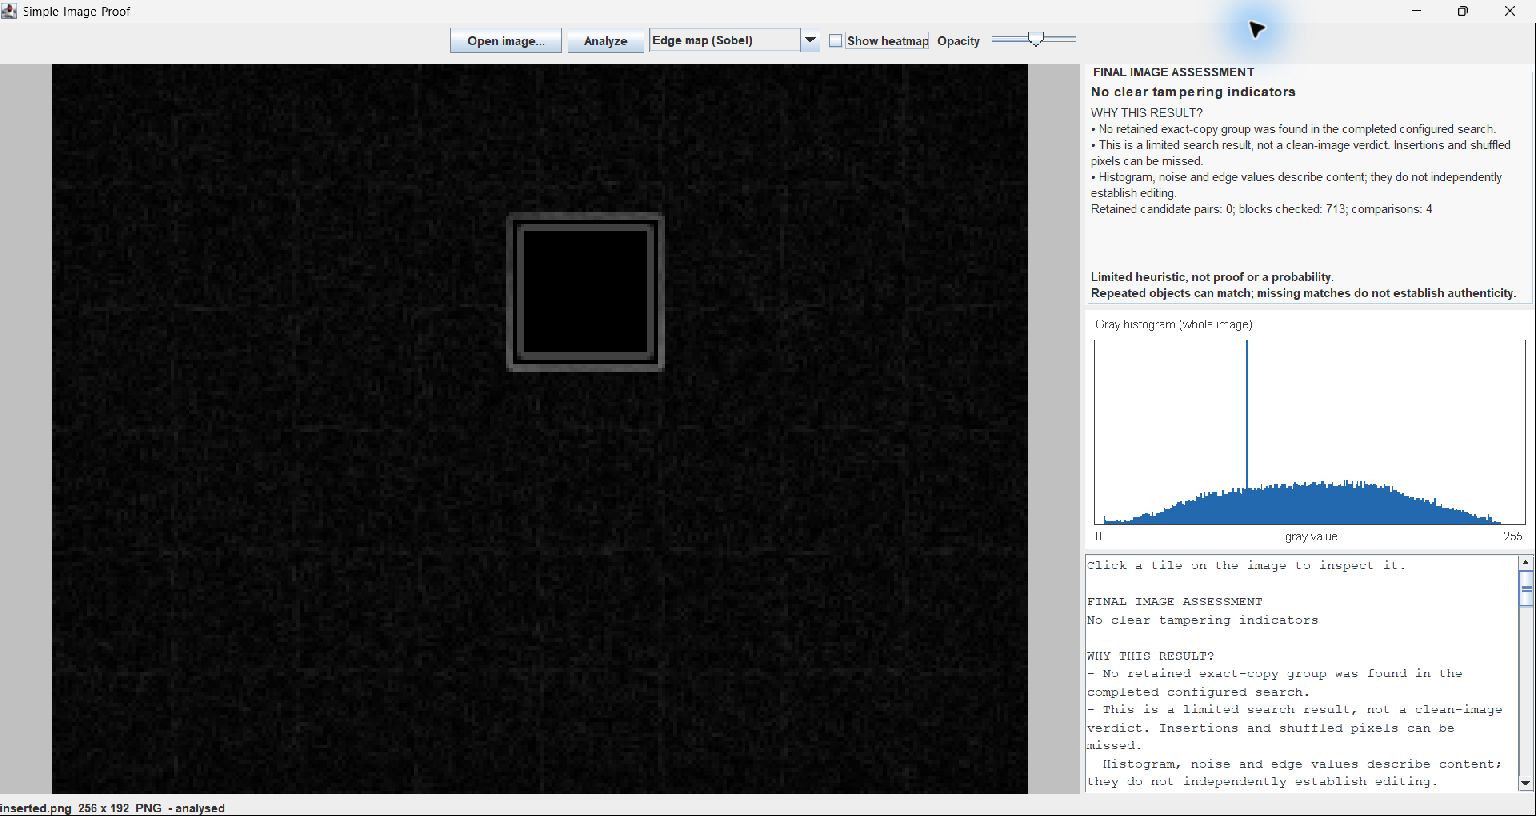 Simple Image Proof
Open image...
Analyze
Edge map (Sobel)
Show heatmap
Opacity
FINAL IMAGE ASSESSMENT
No clear tampering indicators
WHY THIS RESULT?
• No retained exact-copy group was found in the completed configured search.
• This is a limited search result, not a clean-image verdict. Insertions and shuffled
pixels can be missed.
• Histogram, noise and edge values describe content; they do not independently
establish editing.
Retained candidate pairs: 0; blocks checked: 713; comparisons: 4
Limited heuristic, not proof or a probability.
Repeated objects can match; missing matches do not establish authenticity.
Gray histogram (whole image)
0
gray value
255
Click a tile on the image to inspect it.
FINAL IMAGE ASSESSMENT
No clear tampering indicators
WHY THIS RESULT?
- No retained exact-copy group was found in the
completed configured search.
- This is a limited search result, not a clean-image
verdict. Insertions and shuffled pixels can be
missed.
- Histogram, noise and edge values describe content;
they do not independently establish editing.
inserted.png 256 x 192 PNG - analysed